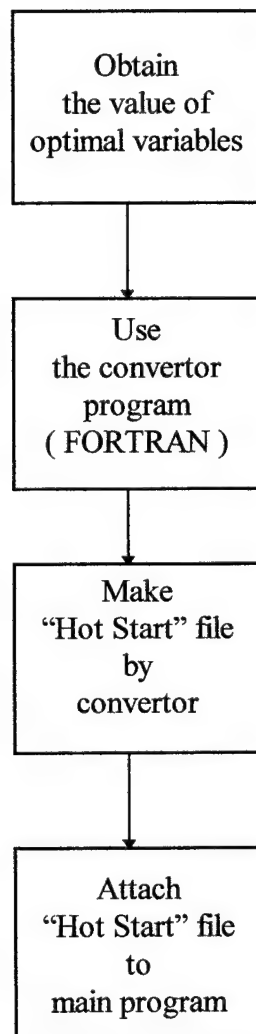 Obtain
the value of
optimal variables
Use
the convertor
program
( FORTRAN )
Make
“Hot Start” file
by
convertor
Attach
“Hot Start” file
to
main program